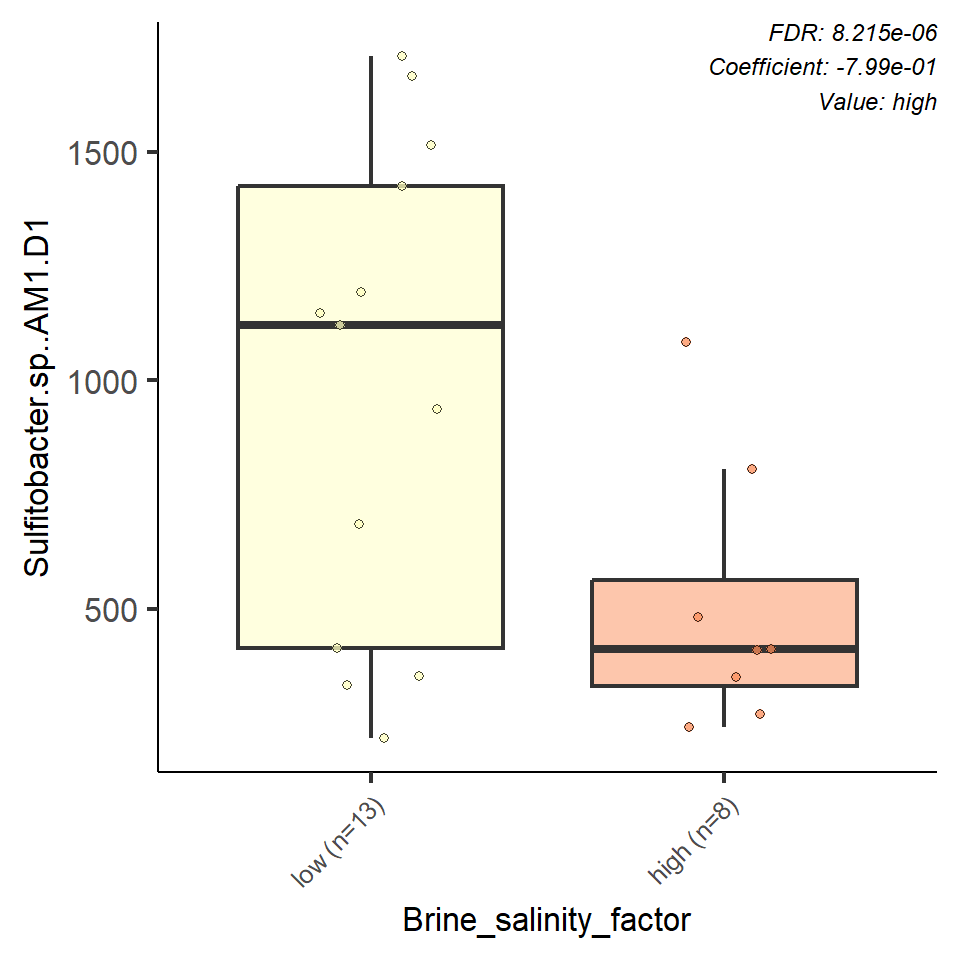 FDR: 8.215e-06
Coefficient: -7.99e-01
Value: high
1500
1000
500
Sulfitobacter.sp..AM1.D1
low (n=13)
high (n=8)
Brine_salinity_factor